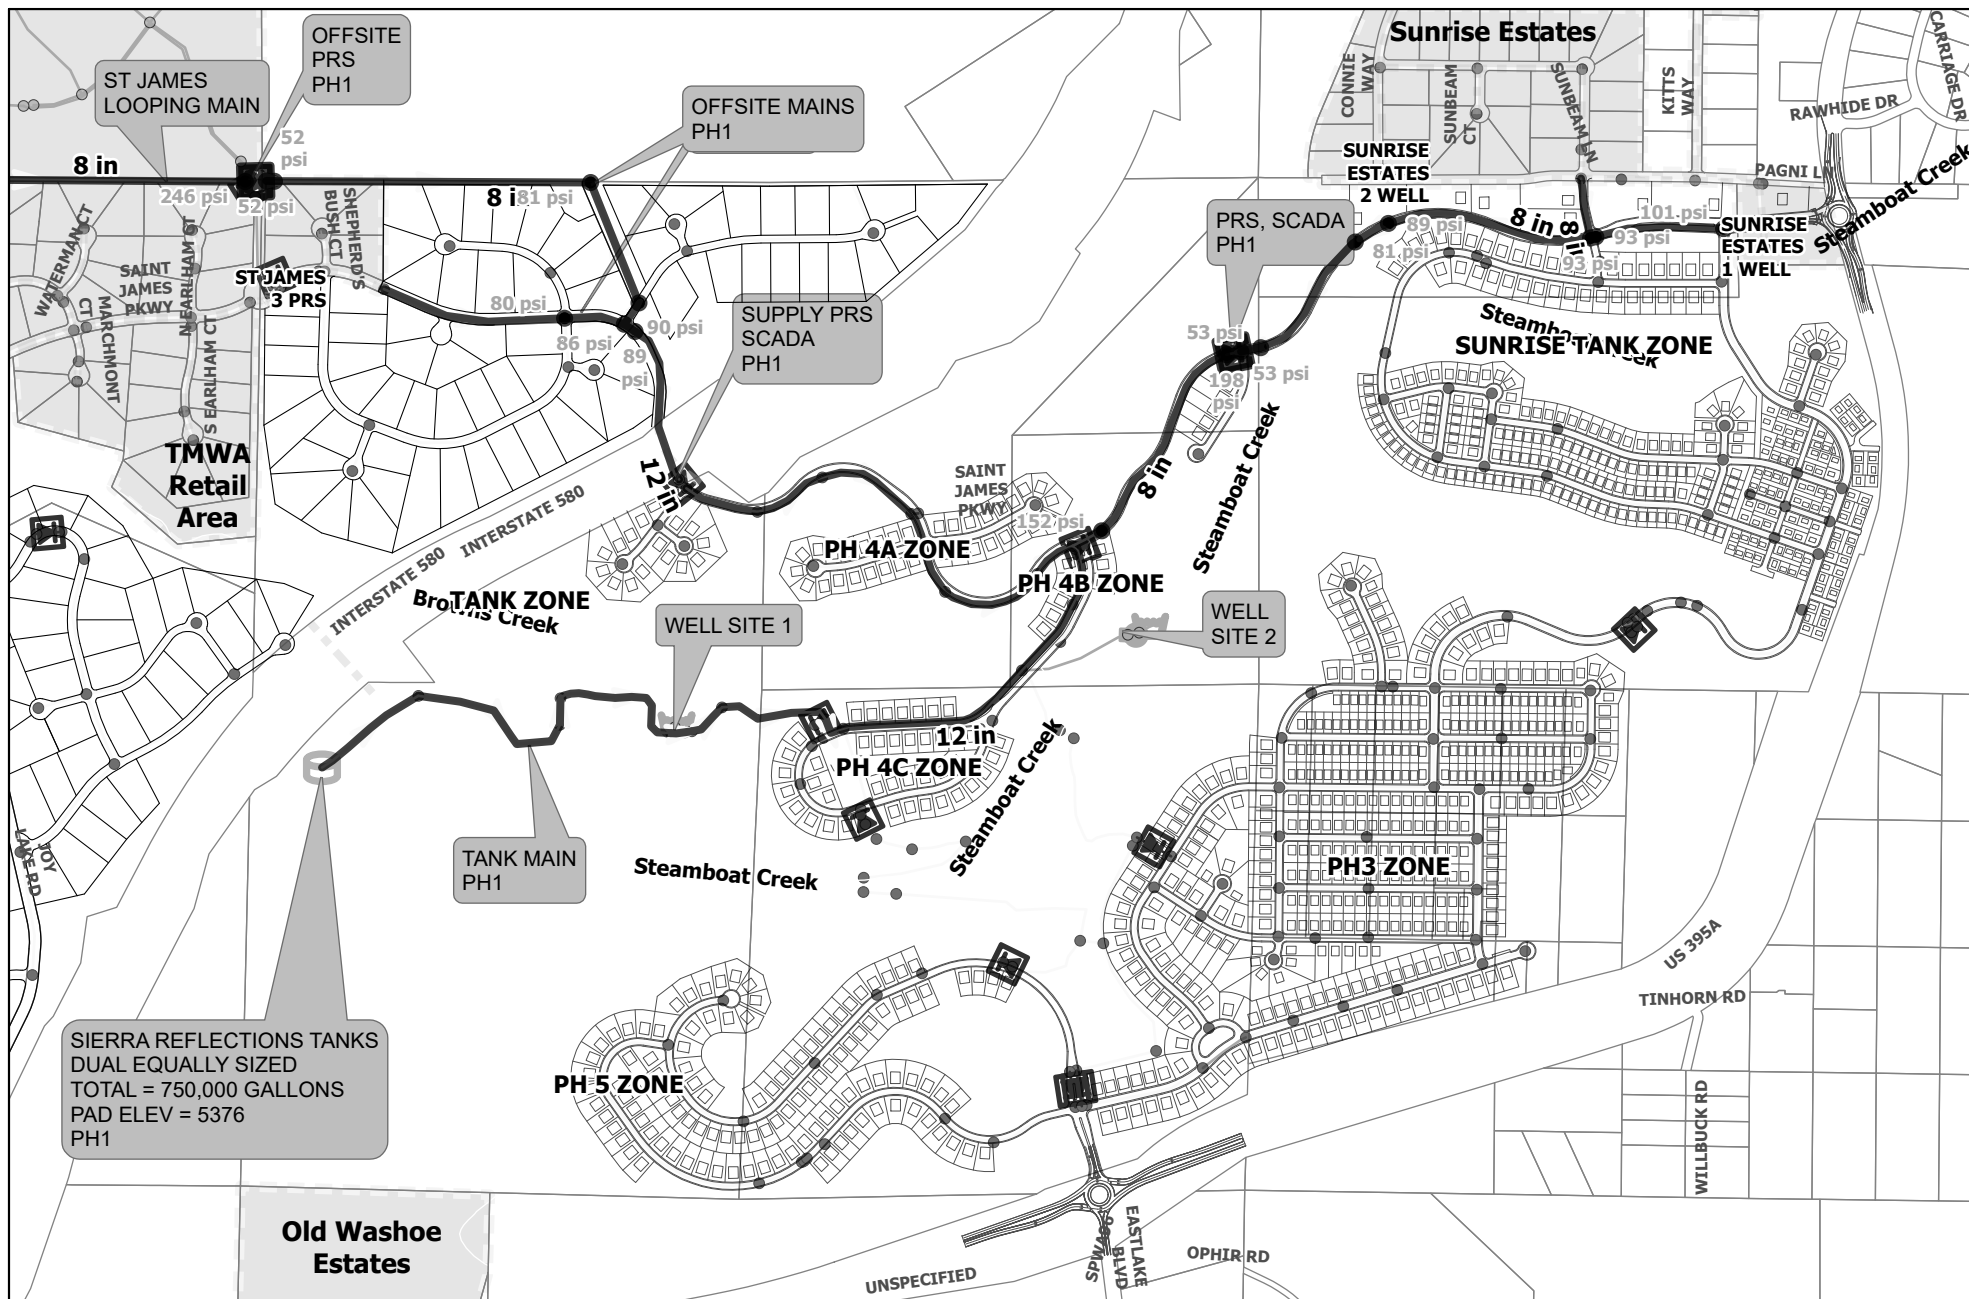 OFFSITE
PRS
PH1
ST JAMES
LOOPING MAIN
OFFSITE MAINS
PH1
Sunrise Estates
CONNIE
WAY
SUNBEAM
CT
SUNBEAM LN
KITTS
WAY
RAWHIDE DR
CARRIAGE DR
PAGNI LN
Steamboat Creek
SUNRISE
ESTATES
2 WELL
SUNRISE
ESTATES
1 WELL
8 in
52
psi
246 psi
52 psi
8 i
81 psi
SHEPHERD'S
BUSH CT
WATERMAN CT
SAINT
JAMES
PKWY
N EARLHAM CT
MARCHMONT
CT
S EARLHAM CT
ST JAMES
3 PRS
80 psi
86 psi
89
psi
90 psi
SUPPLY PRS
SCADA
PH1
PRS, SCADA
PH1
89 psi
81 psi
8 in
8 in
101 psi
93 psi
93 psi
53 psi
198
psi
53 psi
Steamboat Creek
SUNRISE TANK ZONE
TMWA
Retail
Area
12 in
INTERSTATE 580
INTERSTATE 580
SAINT
JAMES
PKWY
152 psi
8 in
Steamboat Creek
PH 4A ZONE
PH 4B ZONE
TANK ZONE
Browns Creek
WELL SITE 1
WELL
SITE 2
12 in
PH 4C ZONE
Steamboat Creek
TANK MAIN
PH1
Steamboat Creek
JOY
LAKE RD
PH3 ZONE
US 395A
TINHORN RD
WILLBUCK RD
SIERRA REFLECTIONS TANKS
DUAL EQUALLY SIZED
TOTAL = 750,000 GALLONS
PAD ELEV = 5376
PH1
PH 5 ZONE
Old Washoe
Estates
UNSPECIFIED
EASTLAKE
BLVD
OPHIR RD